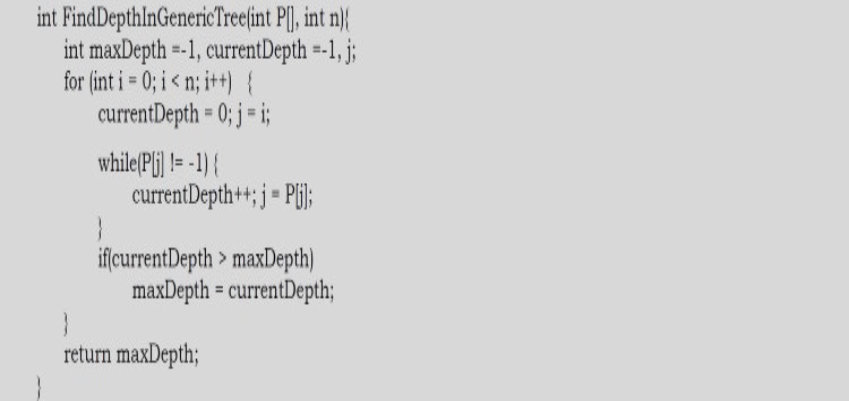 int FindDepthInGenericTree(int P[], int n){
int maxDepth =-1, currentDepth =-1, j;
for (int i = 0; i < n; i++) {
currentDepth = 0; j = i;
while(P[j] != -1) {
currentDepth++; j = P[j];
}
if(currentDepth > maxDepth)
maxDepth = currentDepth;
}
return maxDepth;
}